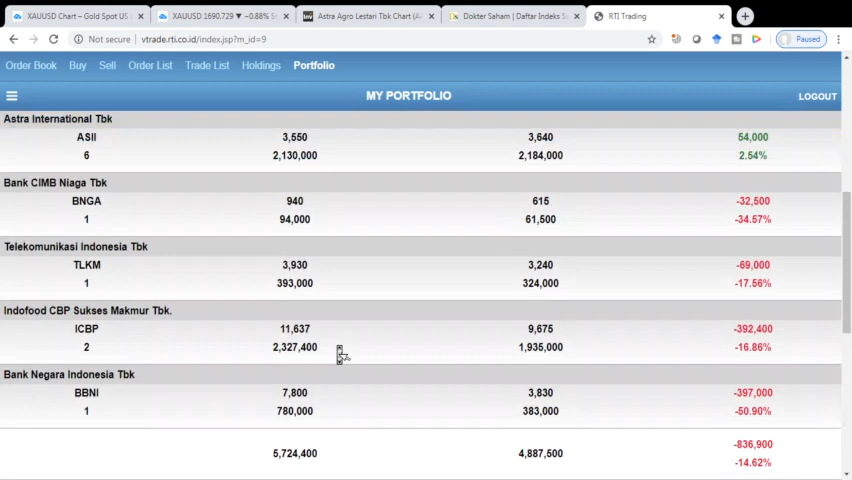 XAUUSD Chart – Gold Spot US
XAUUSD 1690.729 ▼ −0.88% S
Astra Agro Lestari Tbk Chart (A
Dokter Saham | Daftar Indeks S
RTI Trading
Not secure | vtrade.rti.co.id/index.jsp?m_id=9
Paused
Order Book Buy Sell Order List Trade List Holdings Portfolio
MY PORTFOLIO LOGOUT
Astra International Tbk
ASII 3,550 3,640 54,000
6 2,130,000 2,184,000 2.54%
Bank CIMB Niaga Tbk
BNGA 940 615 -32,500
1 94,000 61,500 -34.57%
Telekomunikasi Indonesia Tbk
TLKM 3,930 3,240 -69,000
1 393,000 324,000 -17.56%
Indofood CBP Sukses Makmur Tbk.
ICBP 11,637 9,675 -392,400
2 2,327,400 1,935,000 -16.86%
Bank Negara Indonesia Tbk
BBNI 7,800 3,830 -397,000
1 780,000 383,000 -50.90%
-836,900
5,724,400 4,887,500
-14.62%